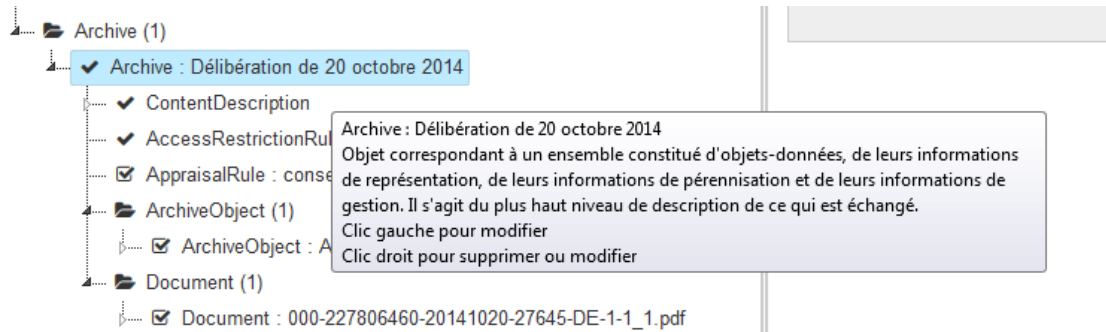 Archive (1)
Archive : Délibération de 20 octobre 2014
ContentDescription
AccessRestrictionRul
AppraisalRule : conse
ArchiveObject (1)
ArchiveObject : A
Document (1)
Document : 000-227806460-20141020-27645-DE-1-1_1.pdf
Archive : Délibération de 20 octobre 2014
Objet correspondant à un ensemble constitué d'objets-données, de leurs informations
de représentation, de leurs informations de pérennisation et de leurs informations de
gestion. Il s'agit du plus haut niveau de description de ce qui est échangé.
Clic gauche pour modifier
Clic droit pour supprimer ou modifier